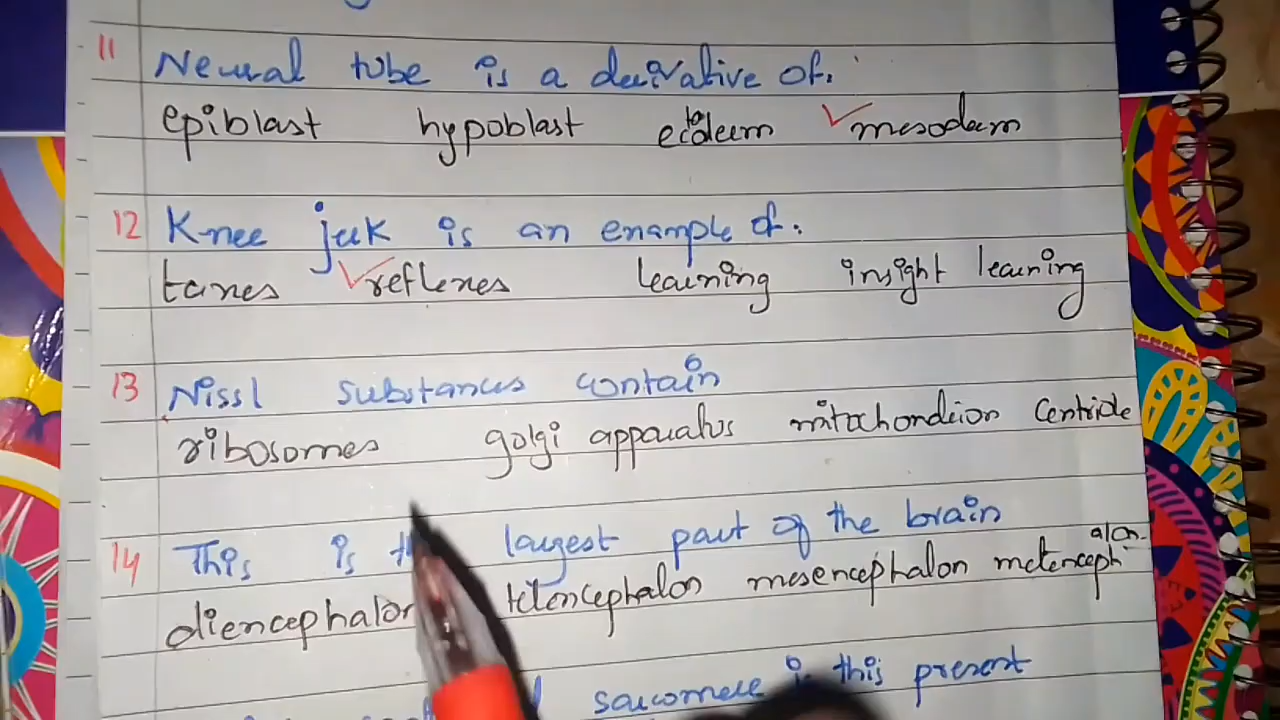 11 Neural tube is a derivative of.
epiblast hypoblast ectoderm mesoderm
12 Knee jerk is an example of.
taxes reflexes learning insight learning
13 Nissl substances contain
ribosomes golgi apparatus mitochondrion Centriole
14 This is the largest part of the brain
diencephalon telencephalon mesencephalon metencephalon.
sarcomere is this present